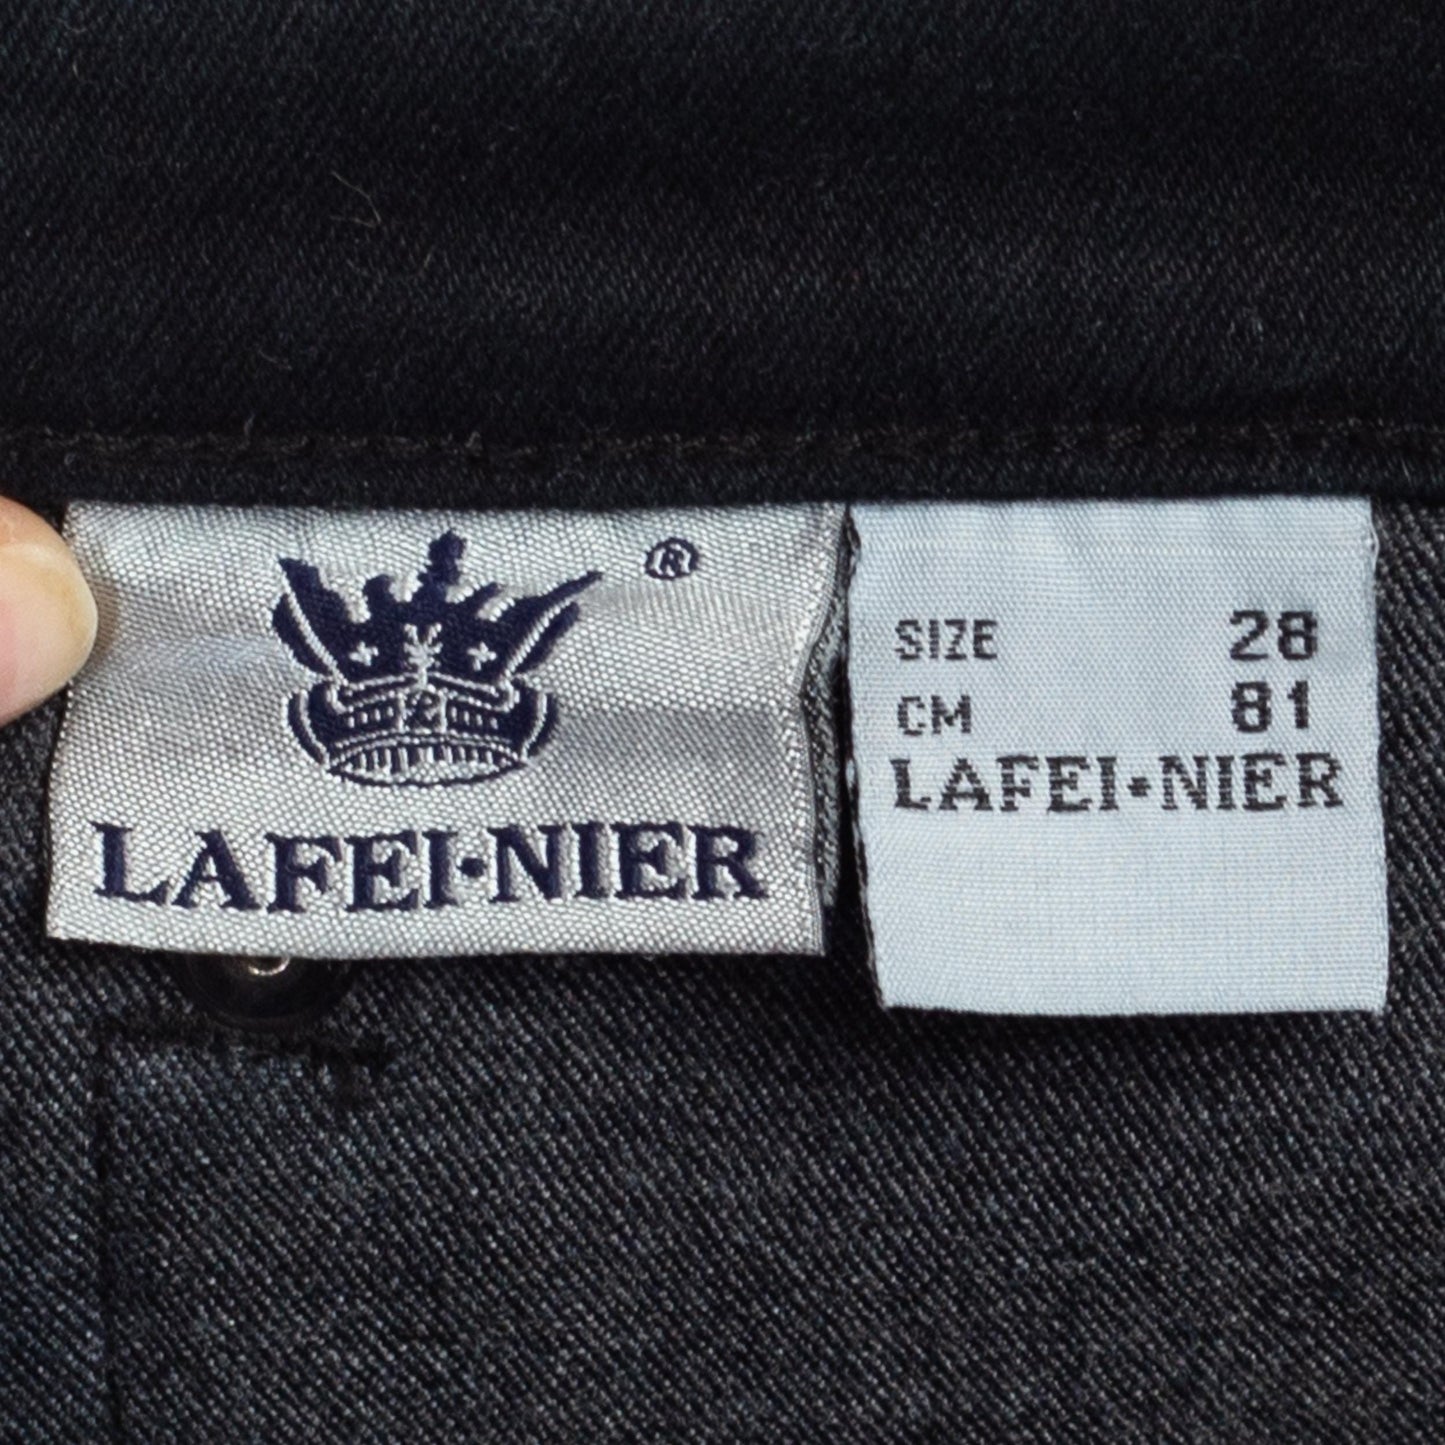 ®
LAFEI•NIER
SIZE 28
CM 81
LAFEI•NIER